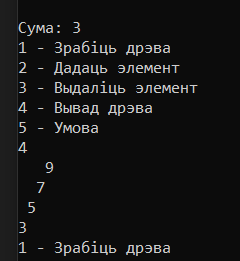 Сума: 3
1 - Зрабіць дрэва
2 - Дадаць элемент
3 - Выдаліць элемент
4 - Вывад дрэва
5 - Умова
4
   9
  7
 5
3
1 - Зрабіць дрэва